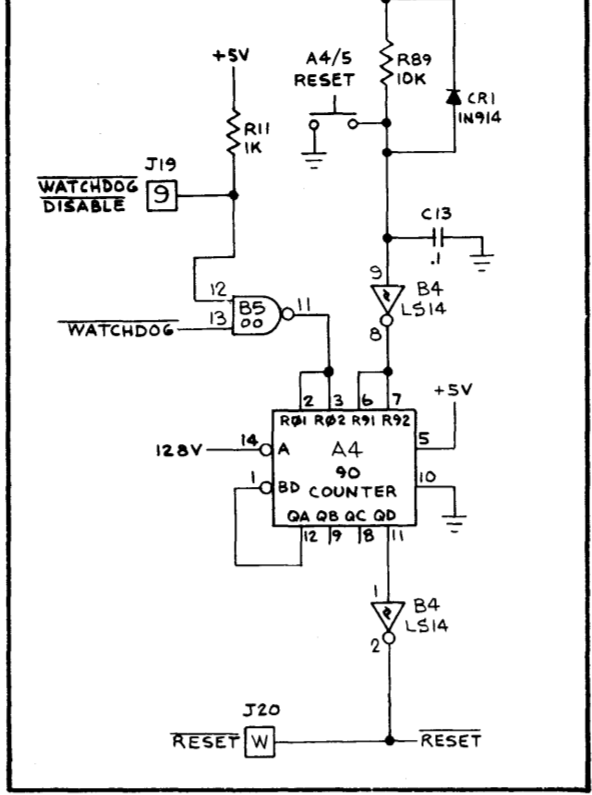 +5V
A4/5
RESET
R89
10K
CR1
1N914
R11
1K
J19
WATCHDOG
DISABLE
9
C13
.1
9
B4
LS14
8
12
13
B5
00
11
WATCHDOG
+5V
2 3 6 7
RØ1 RØ2 R91 R92
128V
14
A
A4
5
90
1
BD
COUNTER
10
QA QB QC QD
12 9 8 11
1
B4
LS14
2
J20
RESET
W
RESET